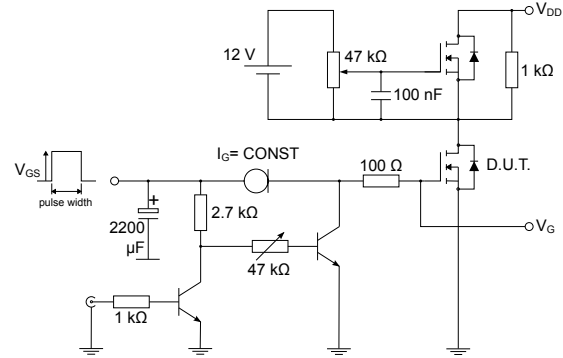 V_DD
12 V
47 kΩ
1 kΩ
100 nF
I_G= CONST
100 Ω
D.U.T.
V_GS
pulse width
+
2200
μF
2.7 kΩ
47 kΩ
V_G
1 kΩ